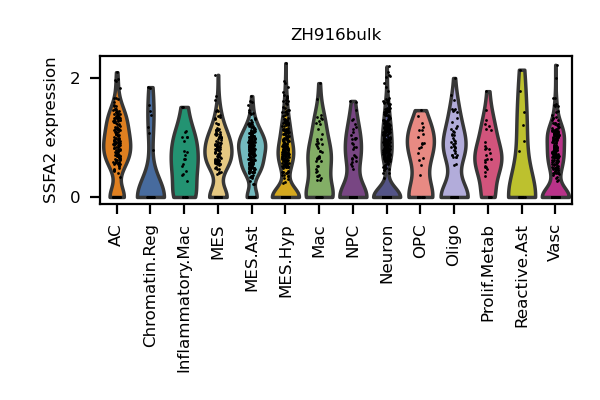 ZH916bulk
SSFA2 expression
2
0
AC
Chromatin.Reg
Inflammatory.Mac
MES
MES.Ast
MES.Hyp
Mac
NPC
Neuron
OPC
Oligo
Prolif.Metab
Reactive.Ast
Vasc